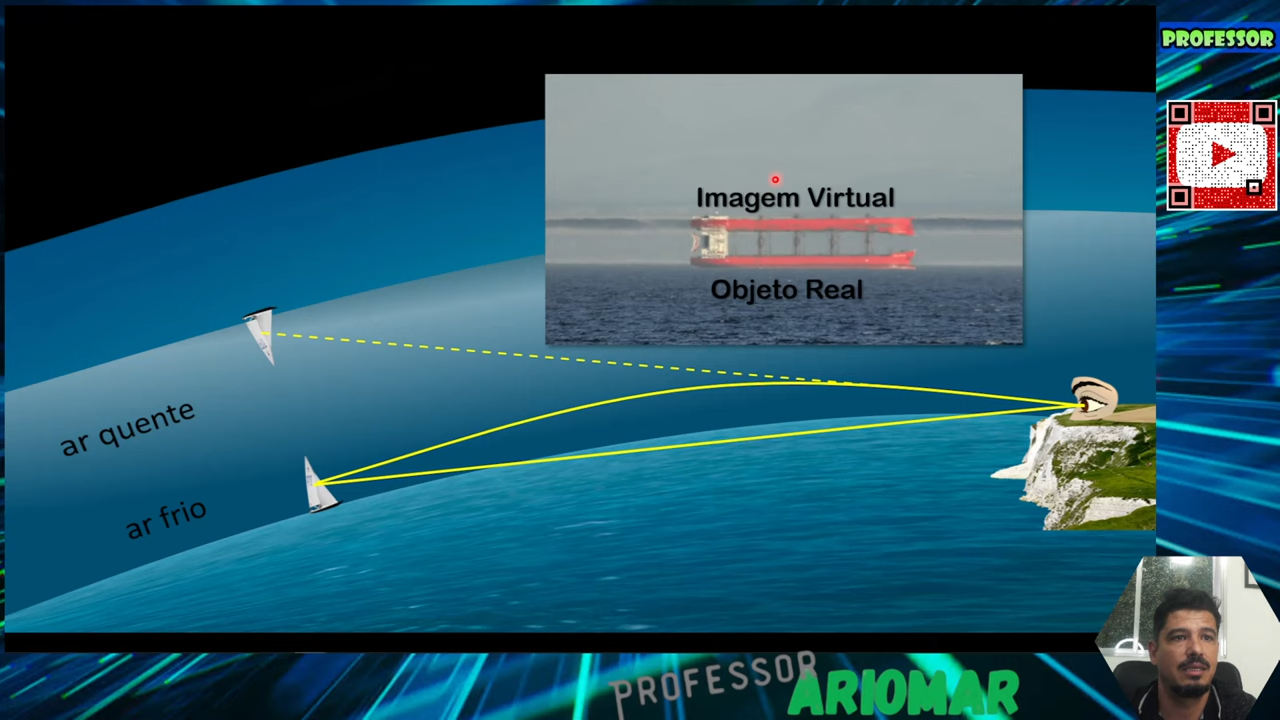 PROFESSOR
Imagem Virtual
Objeto Real
ar quente
ar frio
PROFESSOR
ARIOMAR